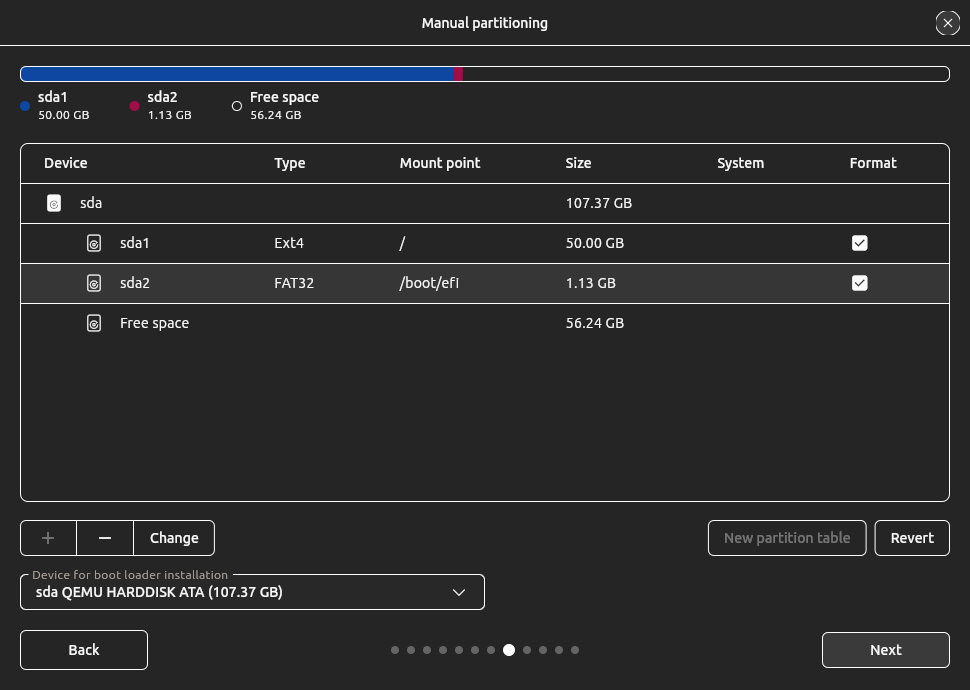 Manual partitioning
sda1
50.00 GB
sda2
1.13 GB
Free space
56.24 GB
Device Type Mount point Size System Format
sda 107.37 GB
sda1 Ext4 / 50.00 GB
sda2 FAT32 /boot/efi 1.13 GB
Free space 56.24 GB
+ − Change New partition table Revert
Device for boot loader installation
sda QEMU HARDDISK ATA (107.37 GB)
Back Next